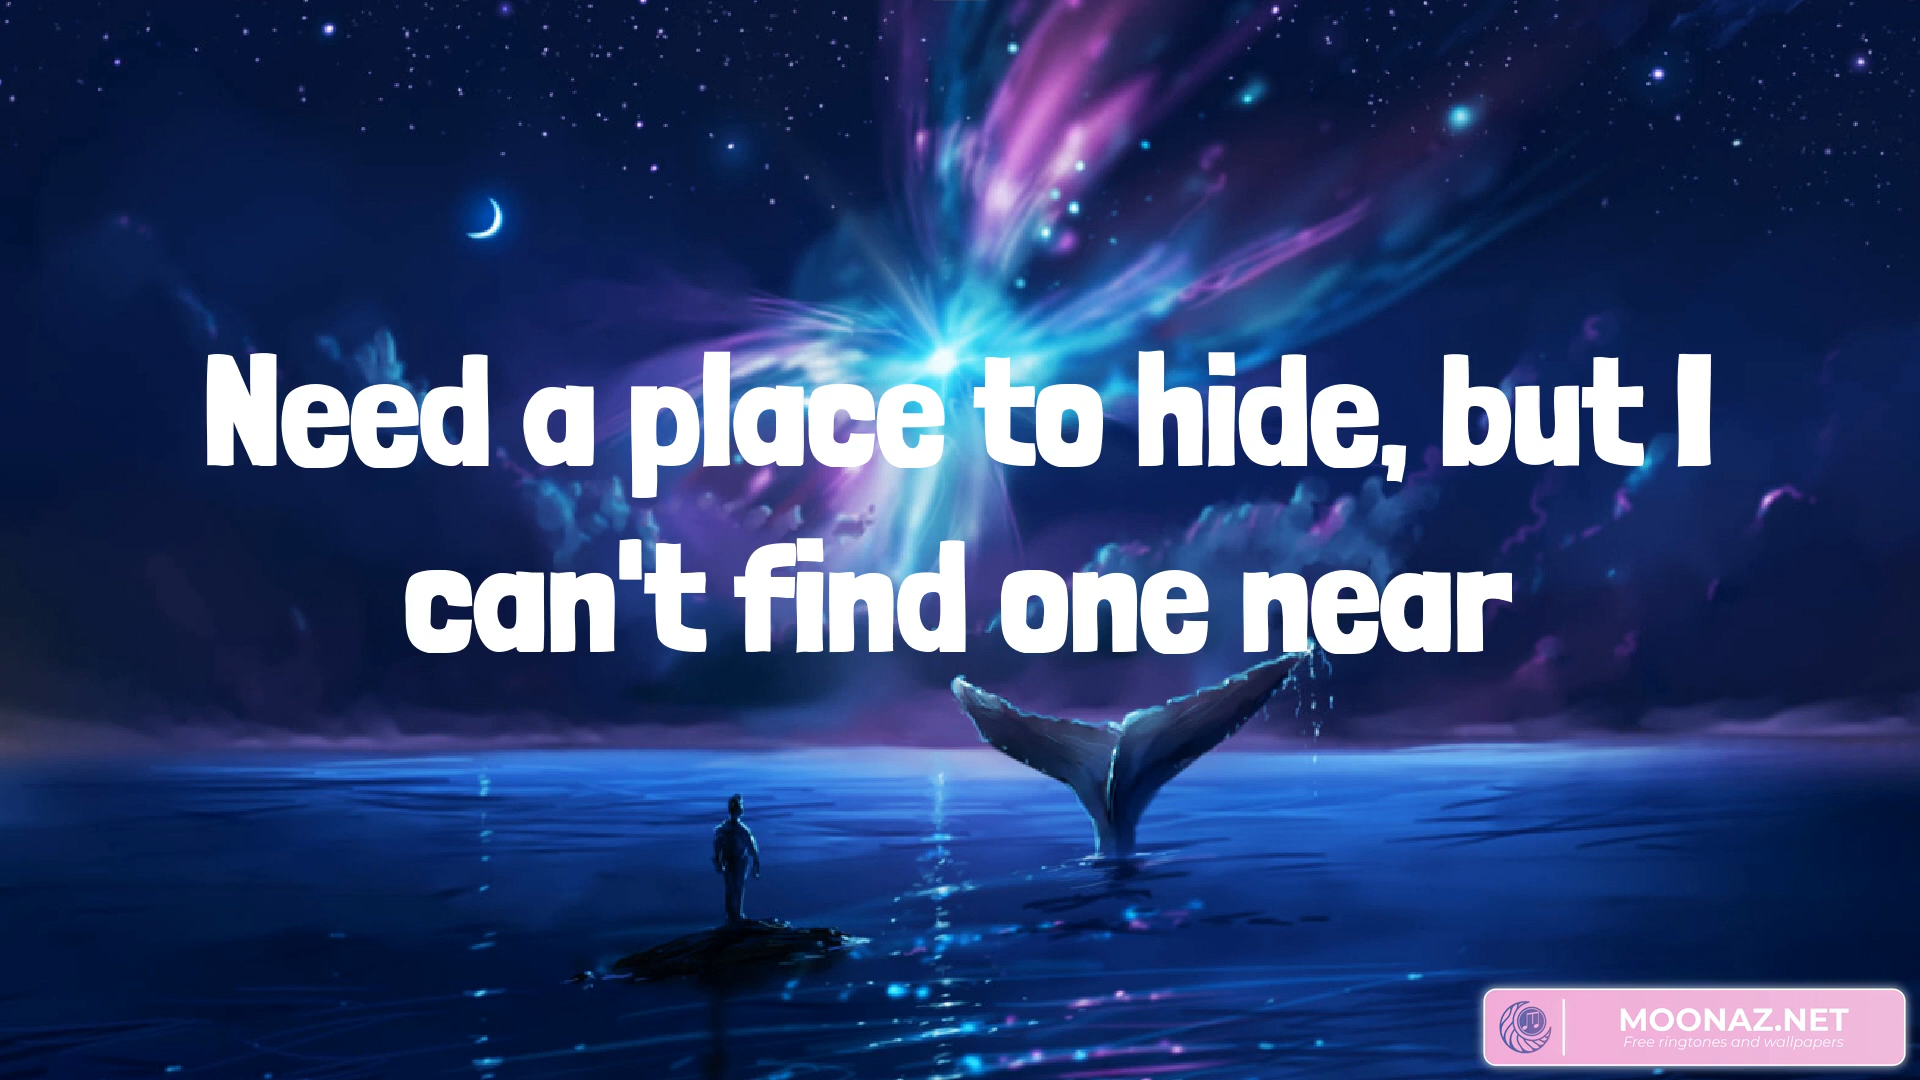 Need a place to hide, but I
can't find one near
MOONAZ.NET
Free ringtones and wallpapers